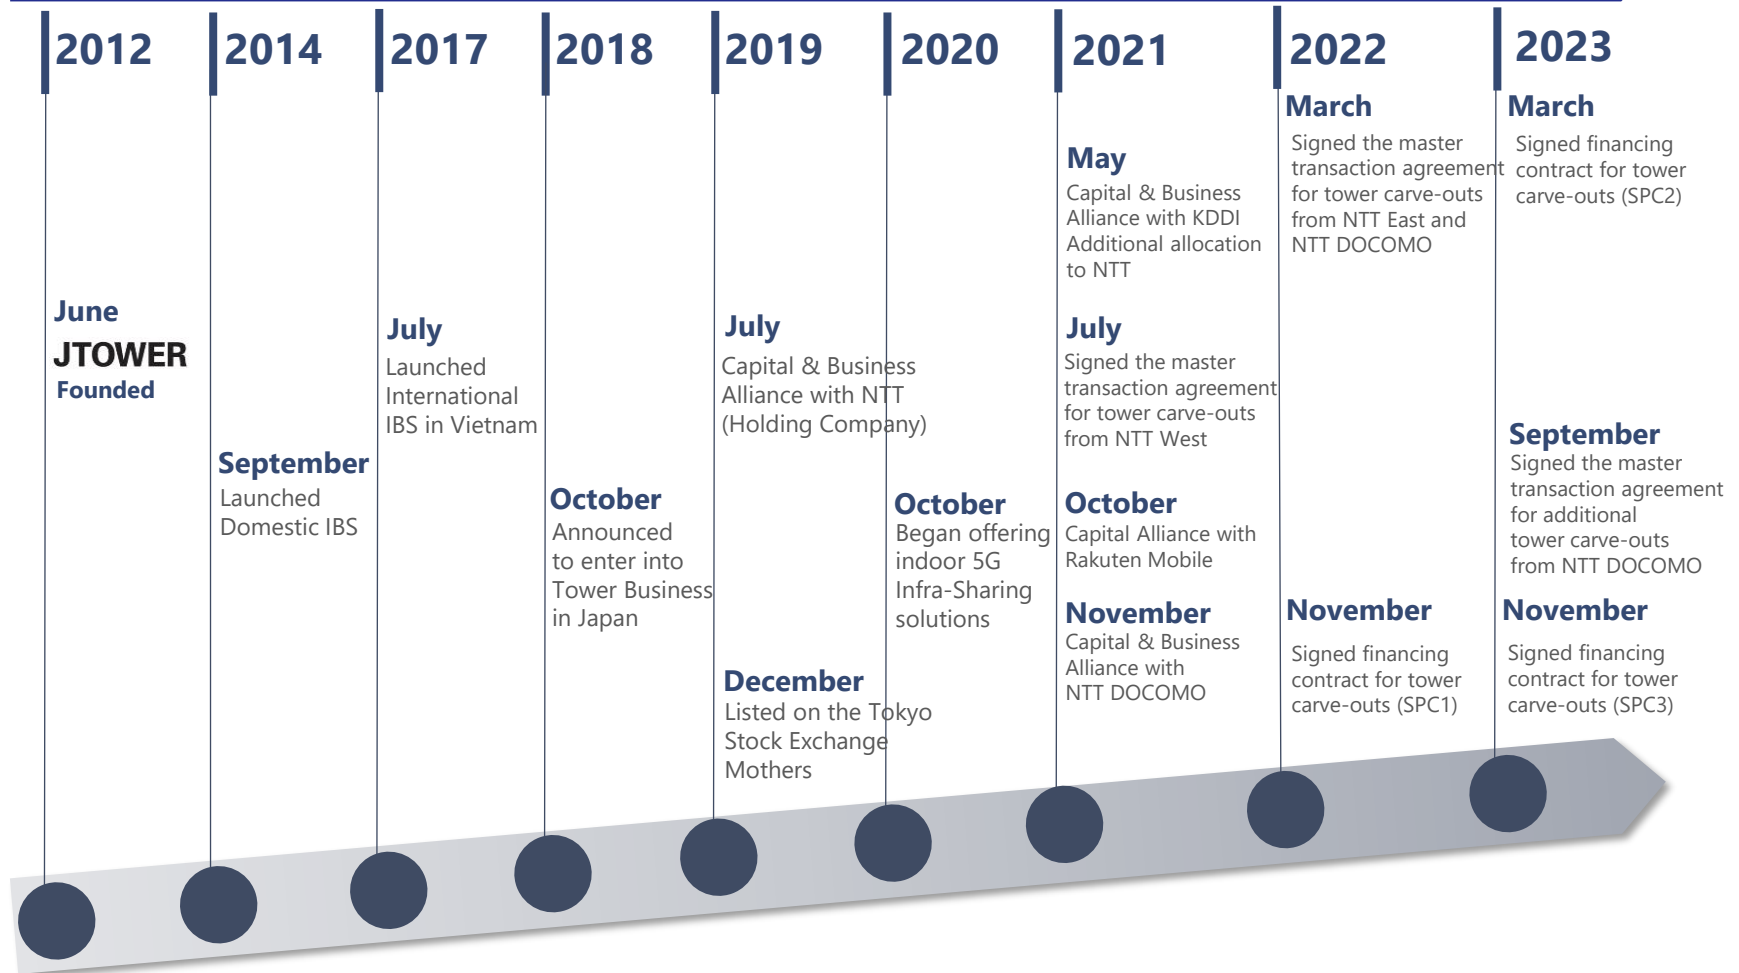 2012
June
JTOWER
Founded
2014
September
Launched
Domestic IBS
2017
July
Launched
International
IBS in Vietnam
2018
October
Announced
to enter into
Tower Business
in Japan
2019
July
Capital & Business
Alliance with NTT
(Holding Company)
December
Listed on the Tokyo
Stock Exchange
Mothers
2020
October
Began offering
indoor 5G
Infra-Sharing
solutions
2021
May
Capital & Business
Alliance with KDDI
Additional allocation
to NTT
July
Signed the master
transaction agreement
for tower carve-outs
from NTT West
October
Capital Alliance with
Rakuten Mobile
November
Capital & Business
Alliance with
NTT DOCOMO
2022
March
Signed the master
transaction agreement
for tower carve-outs
from NTT East and
NTT DOCOMO
November
Signed financing
contract for tower
carve-outs (SPC1)
2023
March
Signed financing
contract for tower
carve-outs (SPC2)
September
Signed the master
transaction agreement
for additional
tower carve-outs
from NTT DOCOMO
November
Signed financing
contract for tower
carve-outs (SPC3)